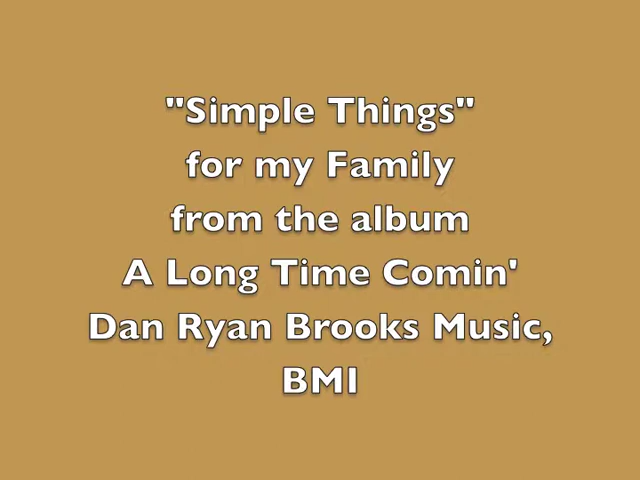 "Simple Things"
for my Family
from the album
A Long Time Comin'
Dan Ryan Brooks Music,
BMI